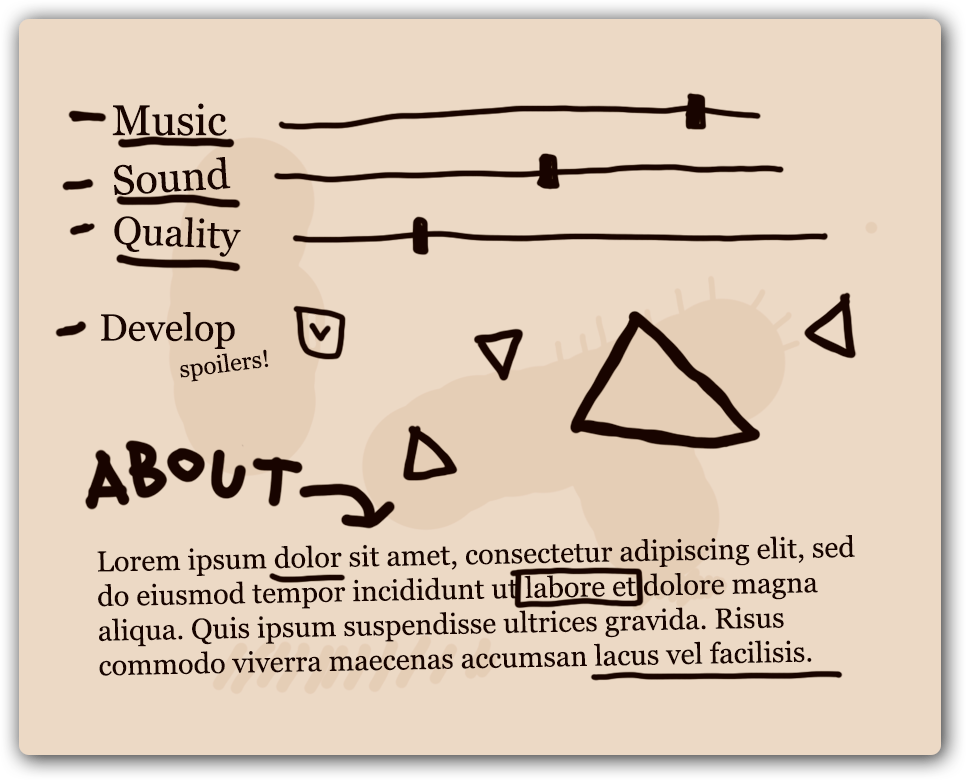 Music
Sound
Quality
Develop
spoilers!
ABOUT
Lorem ipsum dolor sit amet, consectetur adipiscing elit, sed
do eiusmod tempor incididunt ut labore et dolore magna
aliqua. Quis ipsum suspendisse ultrices gravida. Risus
commodo viverra maecenas accumsan lacus vel facilisis.